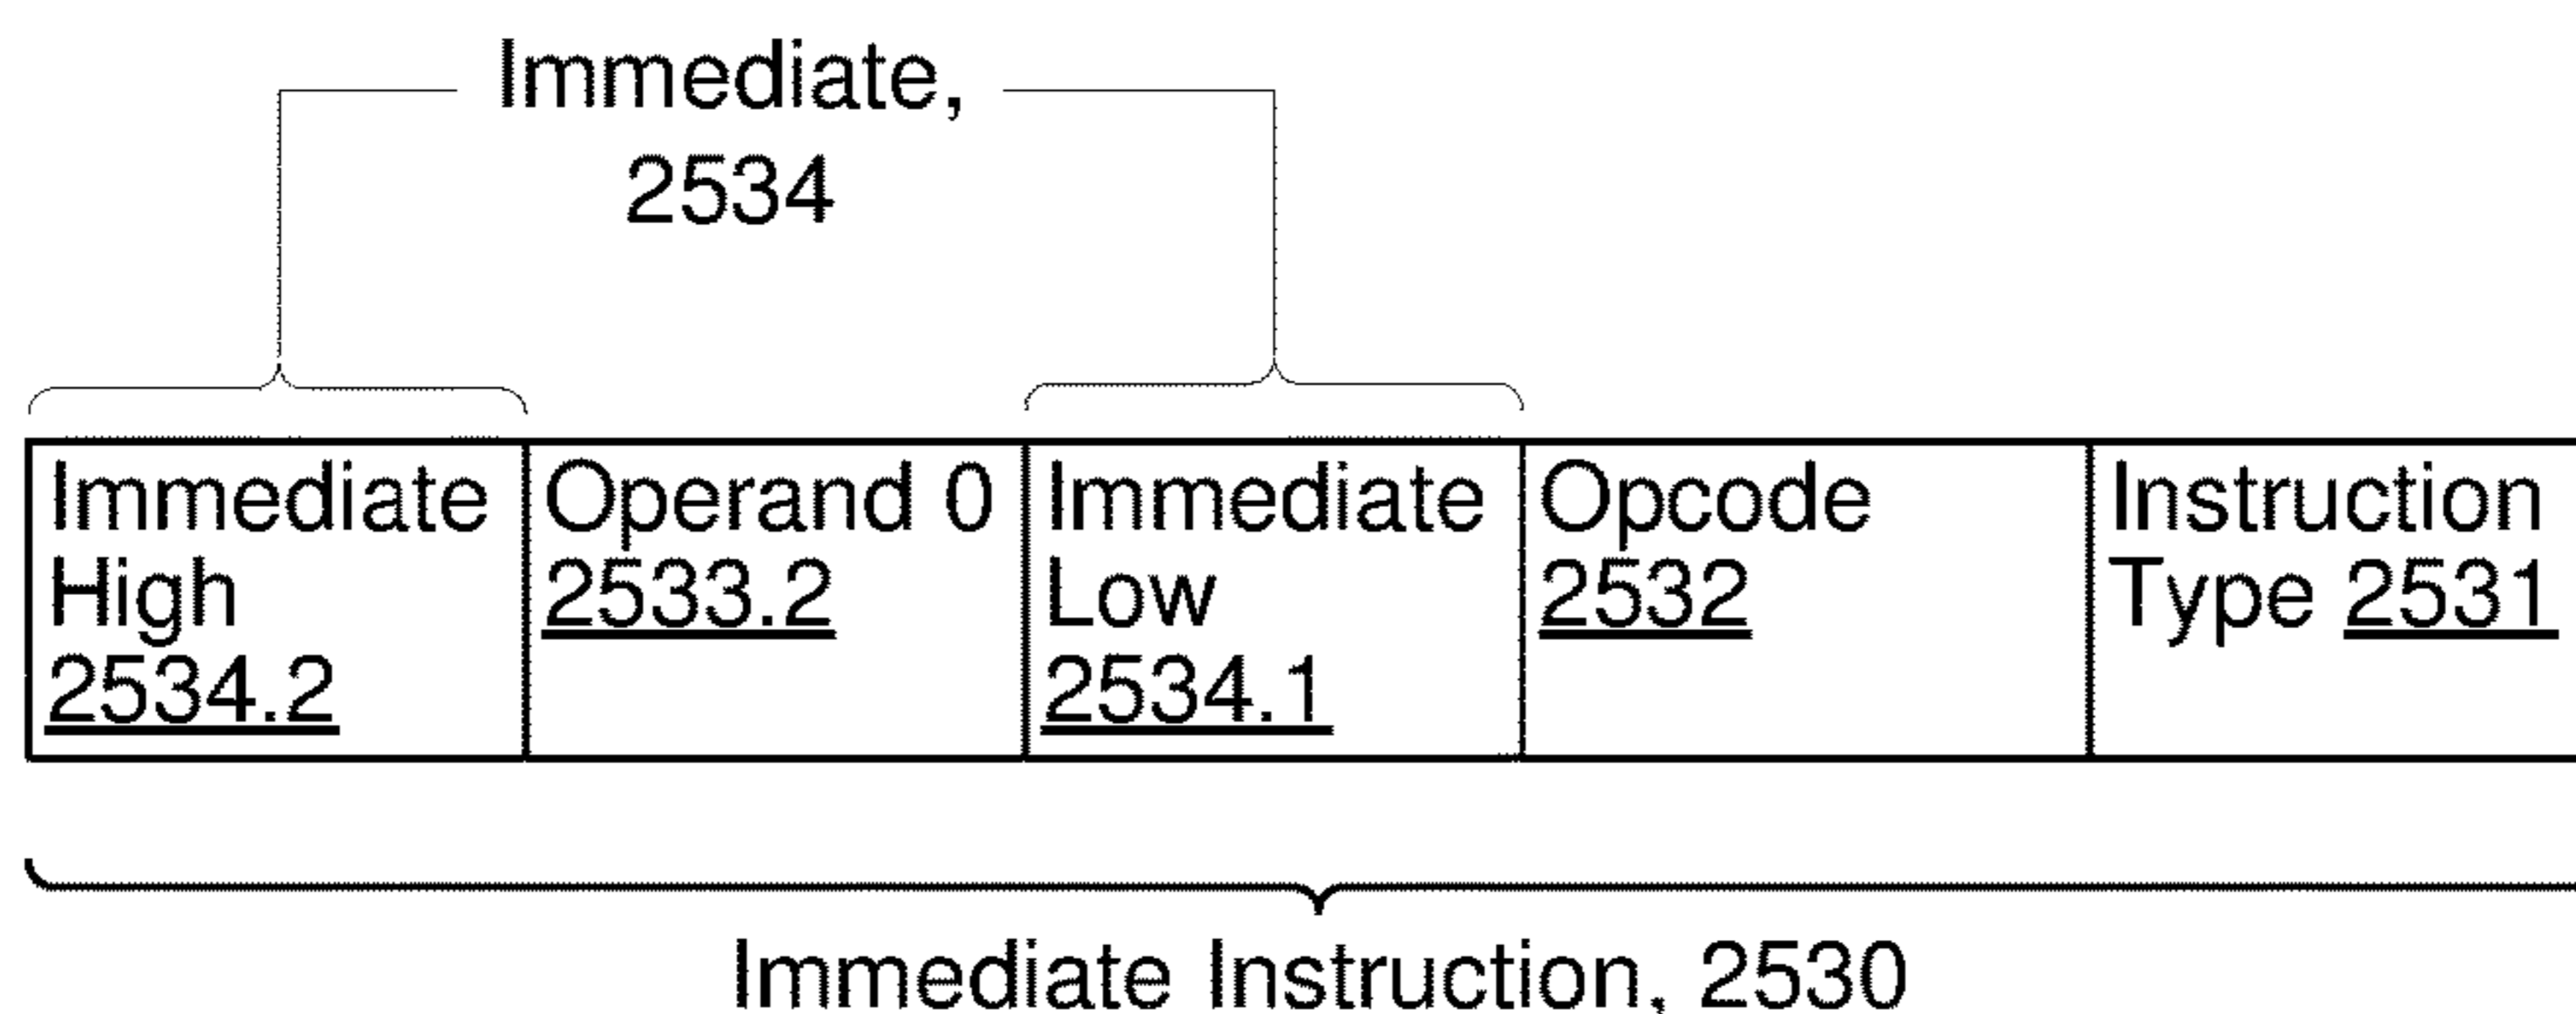 Immediate,
2534
Immediate
High
2534.2
Operand 0
2533.2
Immediate
Low
2534.1
Opcode
2532
Instruction
Type 2531
Immediate Instruction, 2530